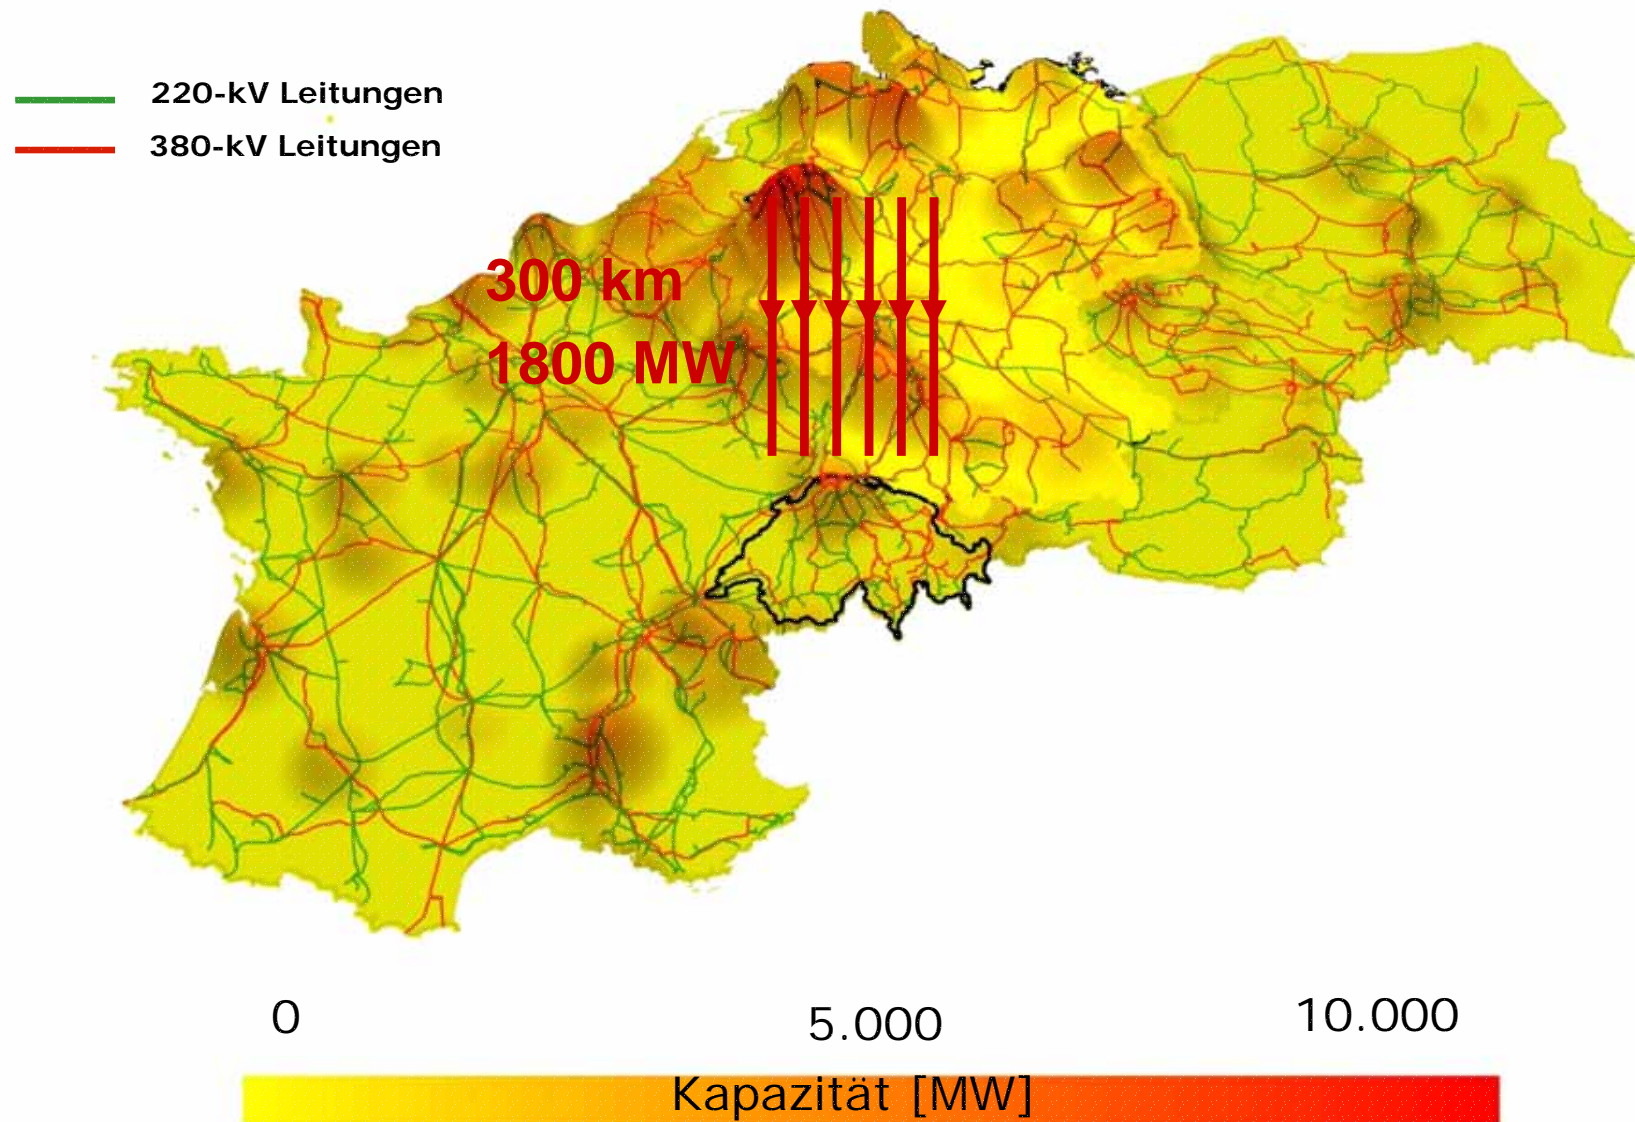 220-kV Leitungen
380-kV Leitungen
300 km
1800 MW
0
5.000
10.000
Kapazität [MW]